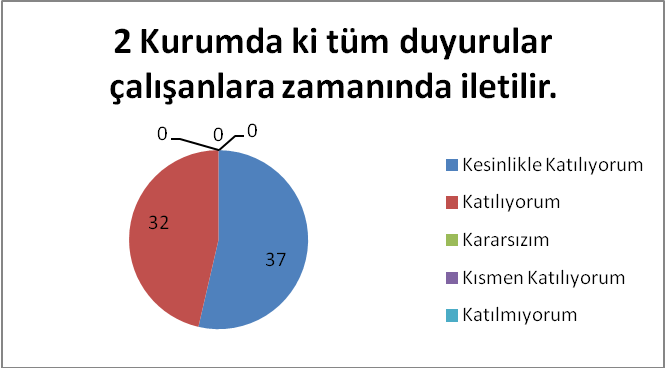 2 Kurumda ki tüm duyurular
çalışanlara zamanında iletilir.
0
0
0
32
37
Kesinlikle Katılıyorum
Katılıyorum
Kararsızım
Kısmen Katılıyorum
Katılmıyorum